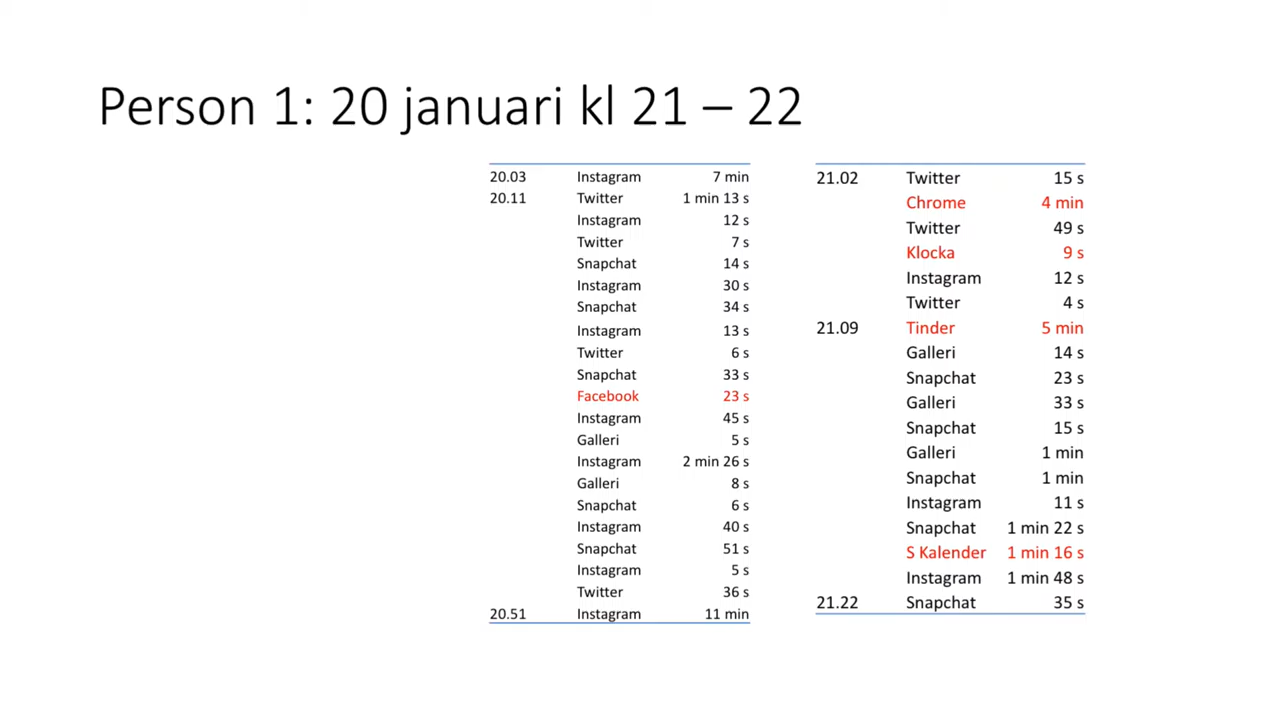 Person 1: 20 januari kl 21 – 22
20.03 Instagram 7 min
20.11 Twitter 1 min 13 s
Instagram 12 s
Twitter 7 s
Snapchat 14 s
Instagram 30 s
Snapchat 34 s
Instagram 13 s
Twitter 6 s
Snapchat 33 s
Facebook 23 s
Instagram 45 s
Galleri 5 s
Instagram 2 min 26 s
Galleri 8 s
Snapchat 6 s
Instagram 40 s
Snapchat 51 s
Instagram 5 s
Twitter 36 s
20.51 Instagram 11 min
21.02 Twitter 15 s
Chrome 4 min
Twitter 49 s
Klocka 9 s
Instagram 12 s
Twitter 4 s
21.09 Tinder 5 min
Galleri 14 s
Snapchat 23 s
Galleri 33 s
Snapchat 15 s
Galleri 1 min
Snapchat 1 min
Instagram 11 s
Snapchat 1 min 22 s
S Kalender 1 min 16 s
Instagram 1 min 48 s
21.22 Snapchat 35 s